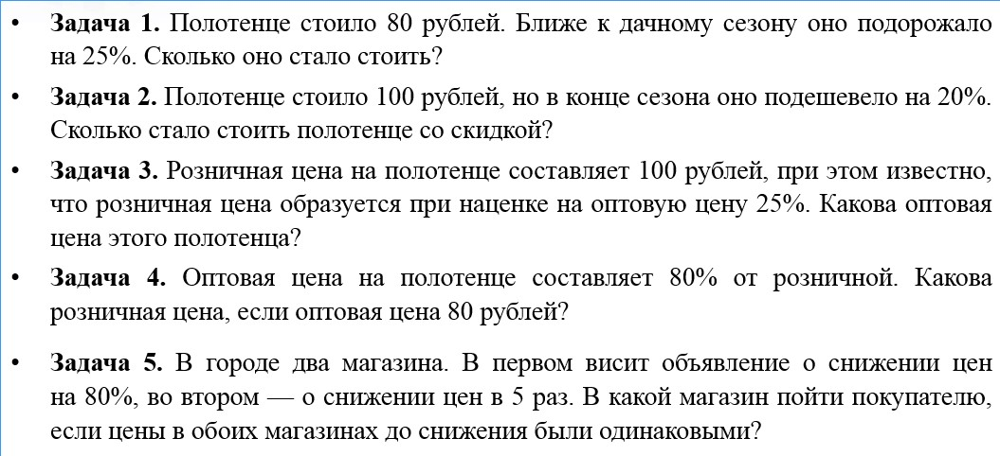 • Задача 1. Полотенце стоило 80 рублей. Ближе к дачному сезону оно подорожало
на 25%. Сколько оно стало стоить?
• Задача 2. Полотенце стоило 100 рублей, но в конце сезона оно подешевело на 20%.
Сколько стало стоить полотенце со скидкой?
• Задача 3. Розничная цена на полотенце составляет 100 рублей, при этом известно,
что розничная цена образуется при наценке на оптовую цену 25%. Какова оптовая
цена этого полотенца?
• Задача 4. Оптовая цена на полотенце составляет 80% от розничной. Какова
розничная цена, если оптовая цена 80 рублей?
• Задача 5. В городе два магазина. В первом висит объявление о снижении цен
на 80%, во втором — о снижении цен в 5 раз. В какой магазин пойти покупателю,
если цены в обоих магазинах до снижения были одинаковыми?